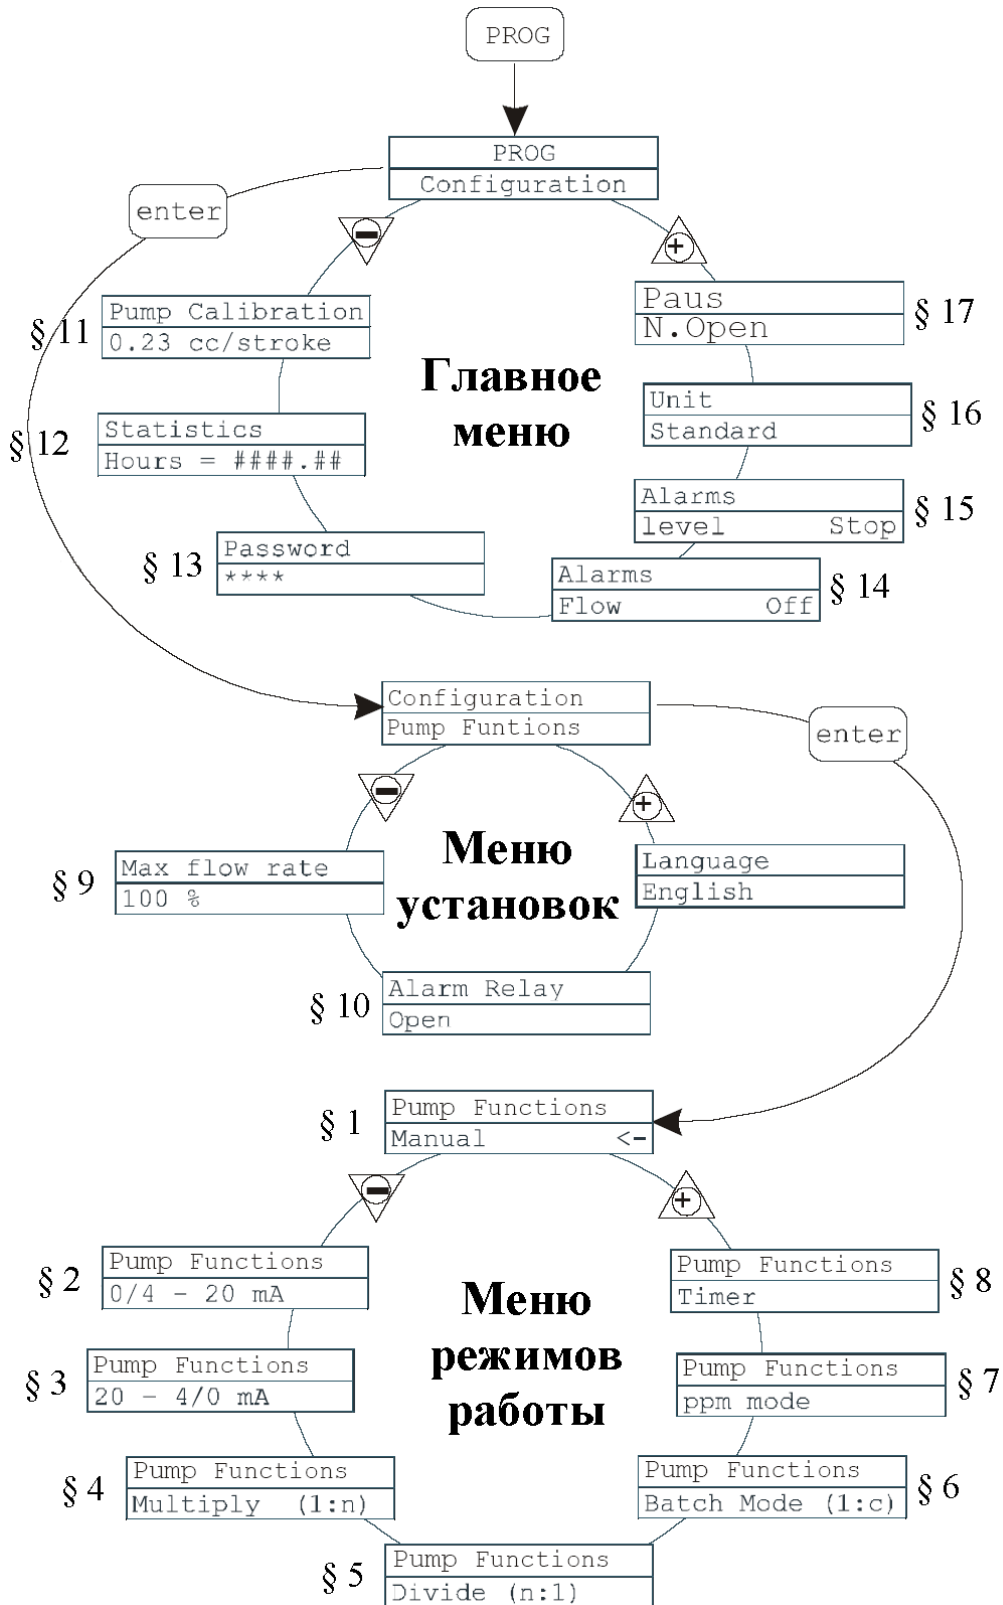 PROG
PROG
Configuration
enter
Pump Calibration
0.23 cc/stroke
§ 11
Paus
N.Open
§ 17
Главное
меню
Unit
Standard
§ 16
§ 12
Statistics
Hours = ####.##
Alarms
level Stop
§ 15
§ 13
Password
****
Alarms
Flow Off
§ 14
Configuration
Pump Funtions
enter
Меню
установок
§ 9
Max flow rate
100 %
Language
English
§ 10
Alarm Relay
Open
§ 1
Pump Functions
Manual <-
§ 2
Pump Functions
0/4 - 20 mA
Pump Functions
Timer
§ 8
Меню
режимов
работы
§ 3
Pump Functions
20 - 4/0 mA
Pump Functions
ppm mode
§ 7
§ 4
Pump Functions
Multiply (1:n)
Pump Functions
Batch Mode (1:c)
§ 6
§ 5
Pump Functions
Divide (n:1)